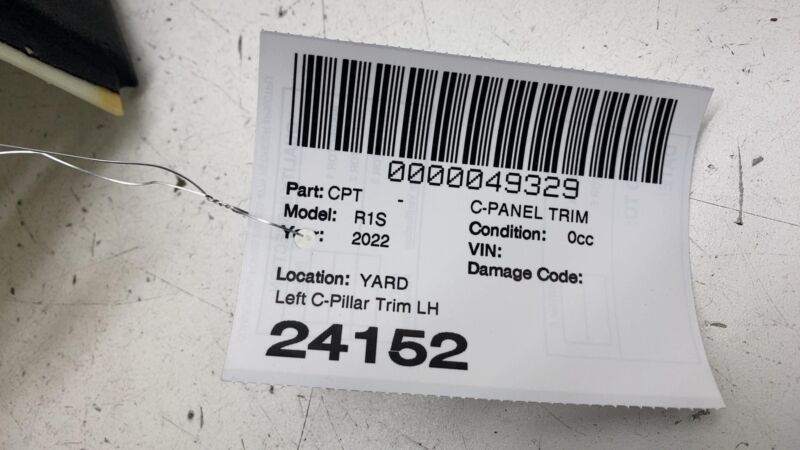 0000049329
Part: CPT - C-PANEL TRIM
Model: R1S Condition: 0cc
Year: 2022 VIN:
Damage Code:
Location: YARD
Left C-Pillar Trim LH
24152